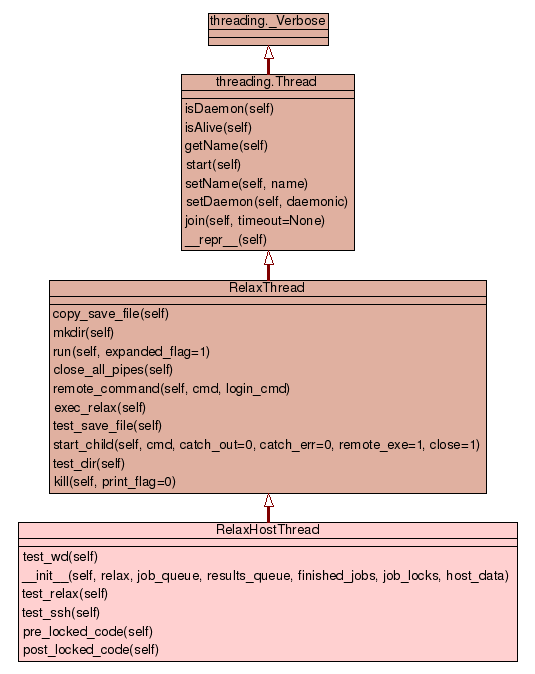 threading._Verbose
threading.Thread
isDaemon(self)
isAlive(self)
getName(self)
start(self)
setName(self, name)
setDaemon(self, daemonic)
join(self, timeout=None)
__repr__(self)
RelaxThread
copy_save_file(self)
mkdir(self)
run(self, expanded_flag=1)
close_all_pipes(self)
remote_command(self, cmd, login_cmd)
exec_relax(self)
test_save_file(self)
start_child(self, cmd, catch_out=0, catch_err=0, remote_exe=1, close=1)
test_dir(self)
kill(self, print_flag=0)
RelaxHostThread
test_wd(self)
__init__(self, relax, job_queue, results_queue, finished_jobs, job_locks, host_data)
test_relax(self)
test_ssh(self)
pre_locked_code(self)
post_locked_code(self)